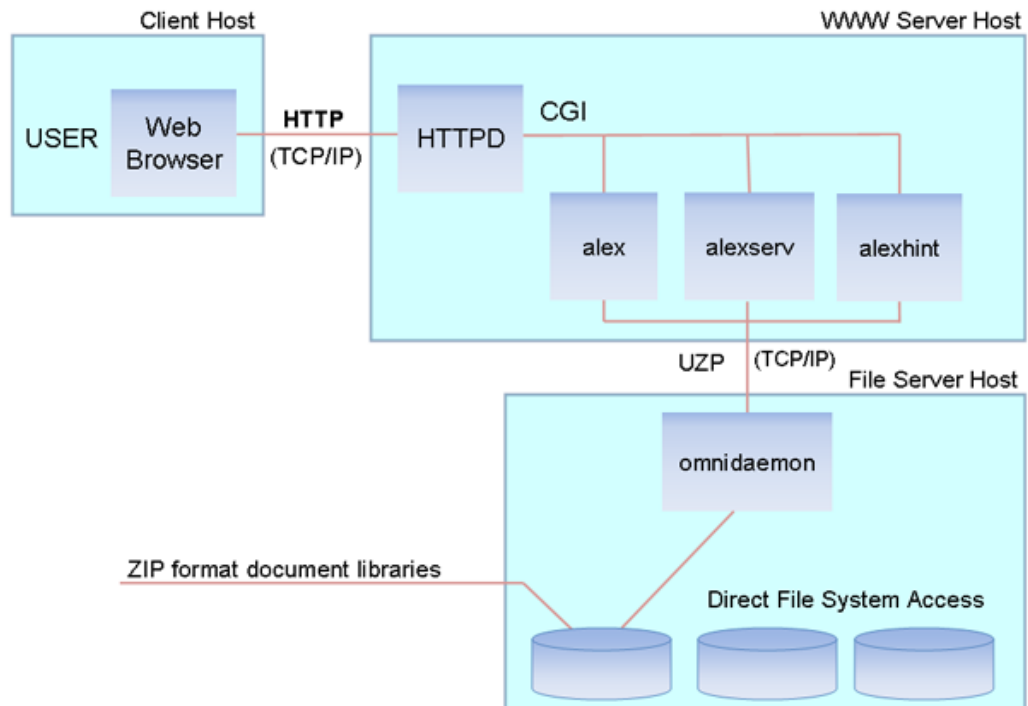 Client Host
WWW Server Host
USER
Web
Browser
HTTP
(TCP/IP)
HTTPD
CGI
alex
alexserv
alexhint
UZP
(TCP/IP)
File Server Host
omnidaemon
ZIP format document libraries
Direct File System Access